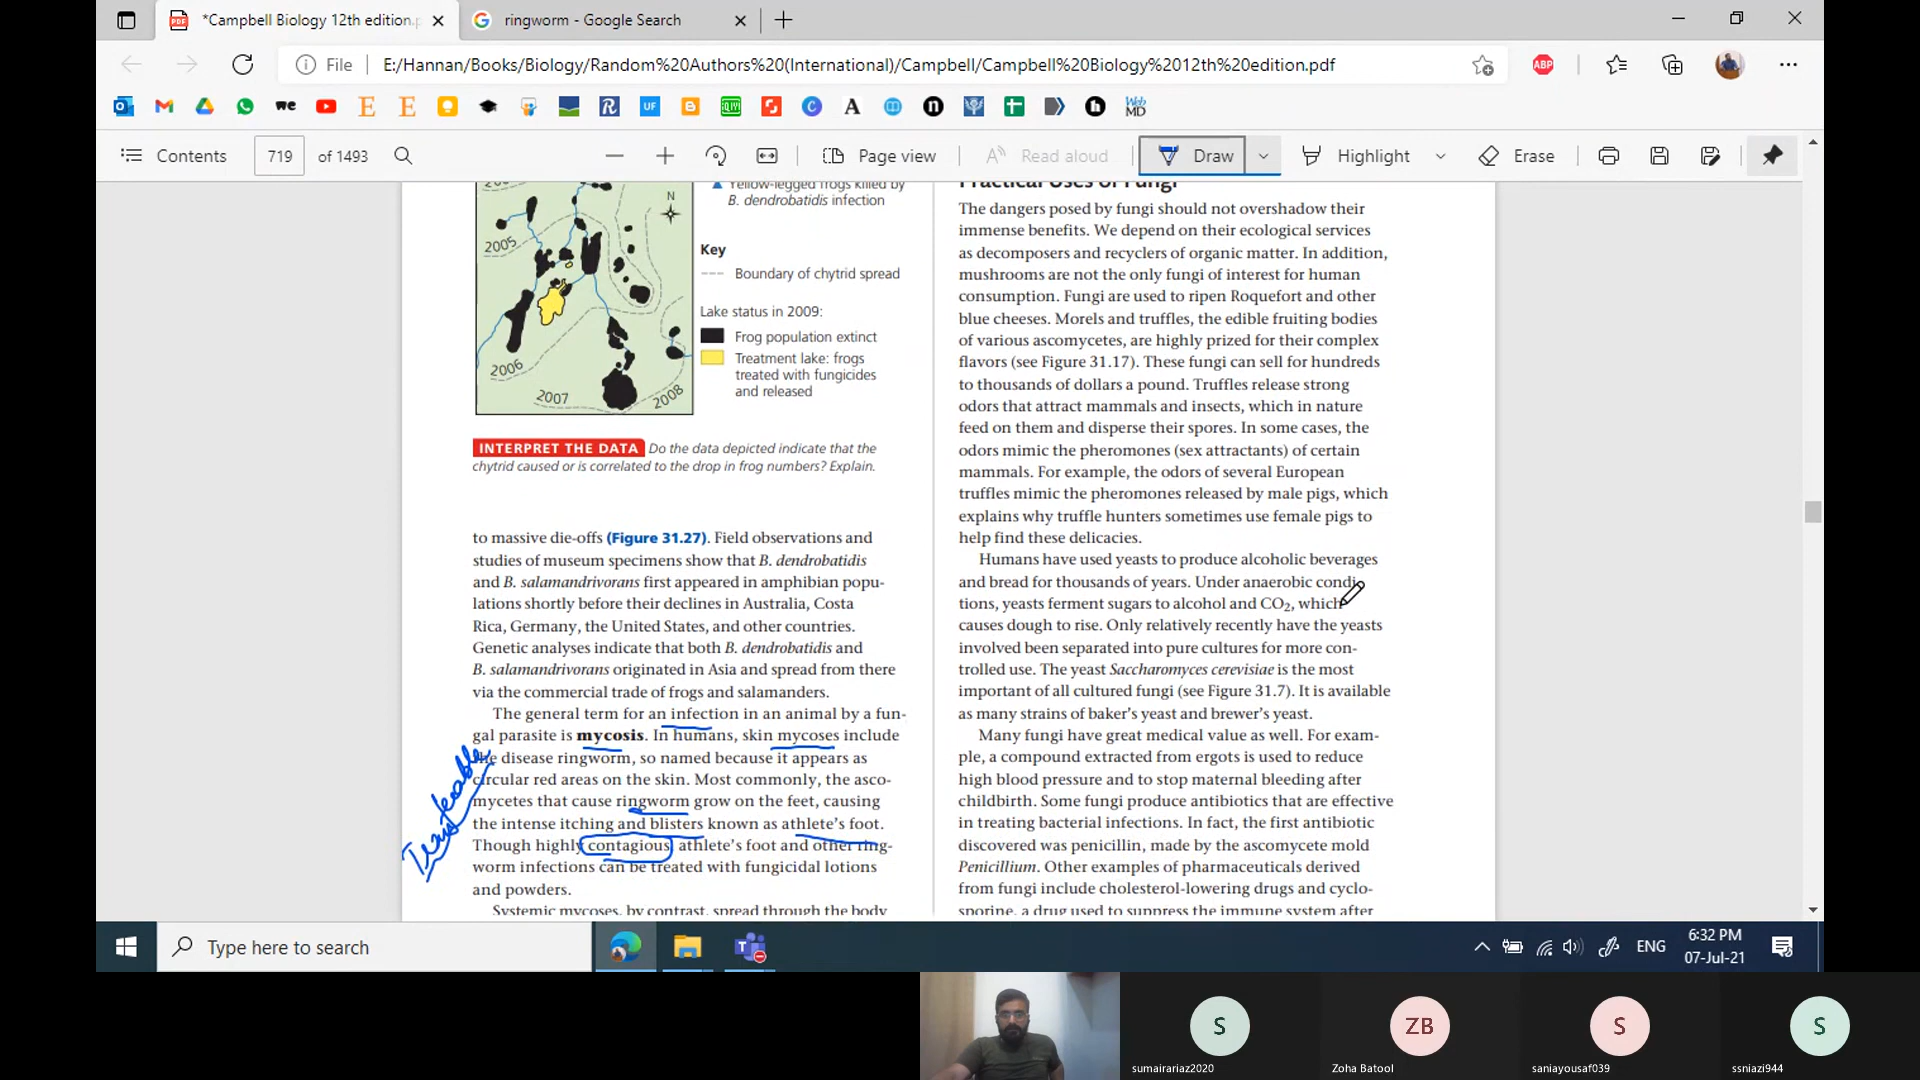 *Campbell Biology 12th edition.p
ringworm - Google Search
File
E:/Hannan/Books/Biology/Random%20Authors%20(International)/Campbell/Campbell%20Biology%2012th%20edition.pdf
ABP
we
UF
Web
MD
Contents
719
of 1493
Page view
Read aloud
Draw
Highlight
Erase
N
2005
2006
2007
2008
Yellow-legged frogs killed by
B. dendrobatidis infection
Key
Boundary of chytrid spread
Lake status in 2009:
Frog population extinct
Treatment lake: frogs
treated with fungicides
and released
INTERPRET THE DATA Do the data depicted indicate that the
chytrid caused or is correlated to the drop in frog numbers? Explain.
to massive die-offs (Figure 31.27). Field observations and
studies of museum specimens show that B. dendrobatidis
and B. salamandrivorans first appeared in amphibian popu-
lations shortly before their declines in Australia, Costa
Rica, Germany, the United States, and other countries.
Genetic analyses indicate that both B. dendrobatidis and
B. salamandrivorans originated in Asia and spread from there
via the commercial trade of frogs and salamanders.
The general term for an infection in an animal by a fun-
gal parasite is mycosis. In humans, skin mycoses include
the disease ringworm, so named because it appears as
circular red areas on the skin. Most commonly, the asco-
mycetes that cause ringworm grow on the feet, causing
the intense itching and blisters known as athlete's foot.
Though highly contagious, athlete's foot and other ring-
worm infections can be treated with fungicidal lotions
and powders.
Systemic mycoses, by contrast, spread through the body
Practical Uses of Fungi
The dangers posed by fungi should not overshadow their
immense benefits. We depend on their ecological services
as decomposers and recyclers of organic matter. In addition,
mushrooms are not the only fungi of interest for human
consumption. Fungi are used to ripen Roquefort and other
blue cheeses. Morels and truffles, the edible fruiting bodies
of various ascomycetes, are highly prized for their complex
flavors (see Figure 31.17). These fungi can sell for hundreds
to thousands of dollars a pound. Truffles release strong
odors that attract mammals and insects, which in nature
feed on them and disperse their spores. In some cases, the
odors mimic the pheromones (sex attractants) of certain
mammals. For example, the odors of several European
truffles mimic the pheromones released by male pigs, which
explains why truffle hunters sometimes use female pigs to
help find these delicacies.
Humans have used yeasts to produce alcoholic beverages
and bread for thousands of years. Under anaerobic condi-
tions, yeasts ferment sugars to alcohol and CO2, which
causes dough to rise. Only relatively recently have the yeasts
involved been separated into pure cultures for more con-
trolled use. The yeast Saccharomyces cerevisiae is the most
important of all cultured fungi (see Figure 31.7). It is available
as many strains of baker's yeast and brewer's yeast.
Many fungi have great medical value as well. For exam-
ple, a compound extracted from ergots is used to reduce
high blood pressure and to stop maternal bleeding after
childbirth. Some fungi produce antibiotics that are effective
in treating bacterial infections. In fact, the first antibiotic
discovered was penicillin, made by the ascomycete mold
Penicillium. Other examples of pharmaceuticals derived
from fungi include cholesterol-lowering drugs and cyclo-
sporine, a drug used to suppress the immune system after
Type here to search
ENG
6:32 PM
07-Jul-21
S
ZB
S
S
sumairariaz2020
Zoha Batool
saniayousaf039
ssniazi944